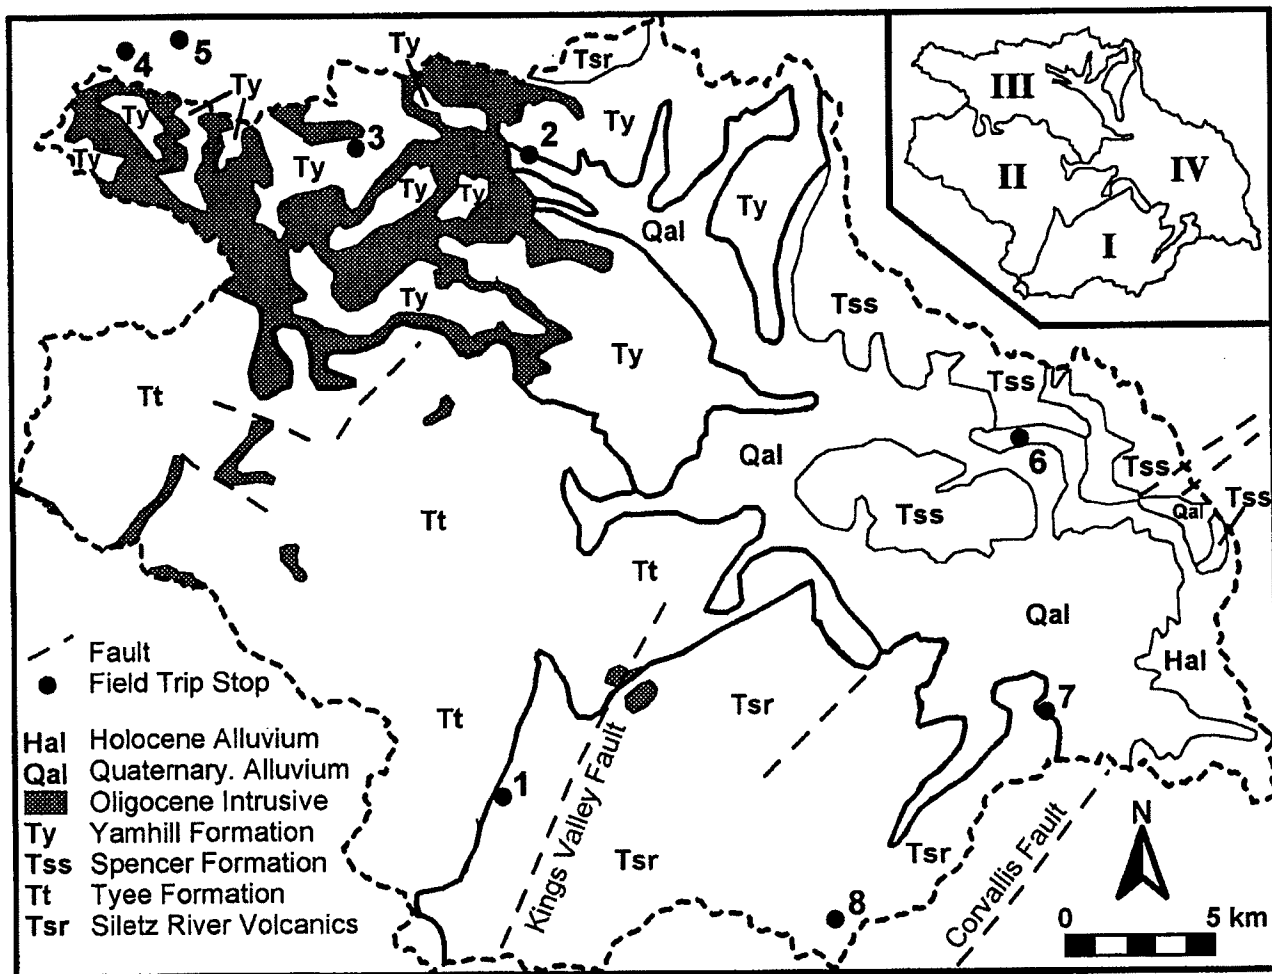 4
5
Ty
Tsr
III
II
IV
I
Ty
Ty
Ty
3
2
Ty
Ty
Ty
Ty
Ty
Ty
Qal
Ty
Tss
Ty
Tt
Tss
Qal
6
Tss
Tss
Tss
Qal
Tt
Tt
Qal
Hal
Tt
Tsr
7
1
Kings Valley Fault
Tsr
Tsr
8
Corvallis Fault
Fault
Field Trip Stop
Hal Holocene Alluvium
Qal Quaternary. Alluvium
Oligocene Intrusive
Ty Yamhill Formation
Tss Spencer Formation
Tt Tyee Formation
Tsr Siletz River Volcanics
N
0 5 km